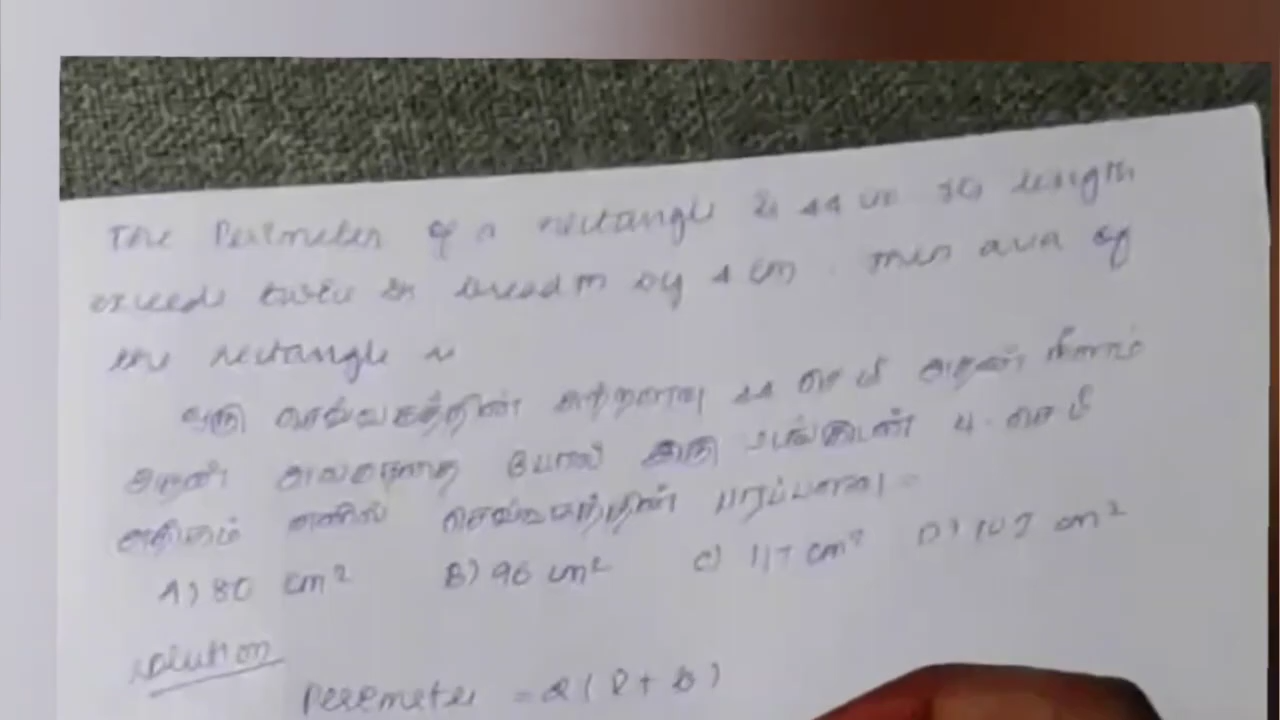 The Perimeter of a rectangle is 44 cm Its length
exceeds twice its breadth by 4 cm. Then area of
the rectangle is
ஒரு செவ்வகத்தின் சுற்றளவு 44 செ மீ அதன் நீளம்
அதன் அகலத்தை போல் இரு மடங்குடன் 4. செ மீ
அதிகம் எனில் செவ்வகத்தின் பரப்பளவு =
A) 80 cm²   B) 96 cm²   C) 117 cm²   D) cm²
Solution
Perimeter = 2(l + b)